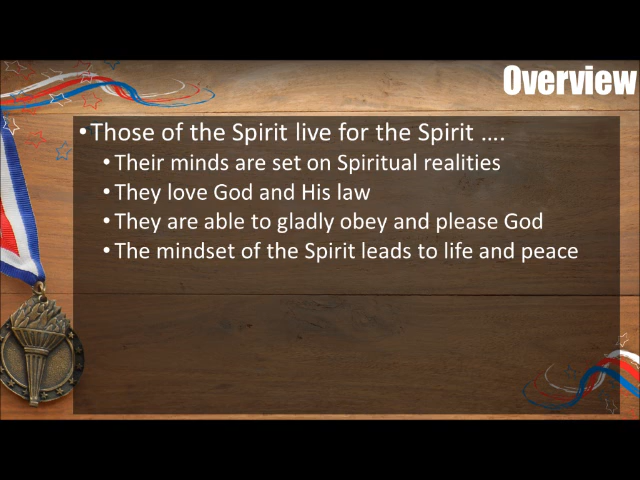 Overview
•Those of the Spirit live for the Spirit ….
•Their minds are set on Spiritual realities
•They love God and His law
•They are able to gladly obey and please God
•The mindset of the Spirit leads to life and peace